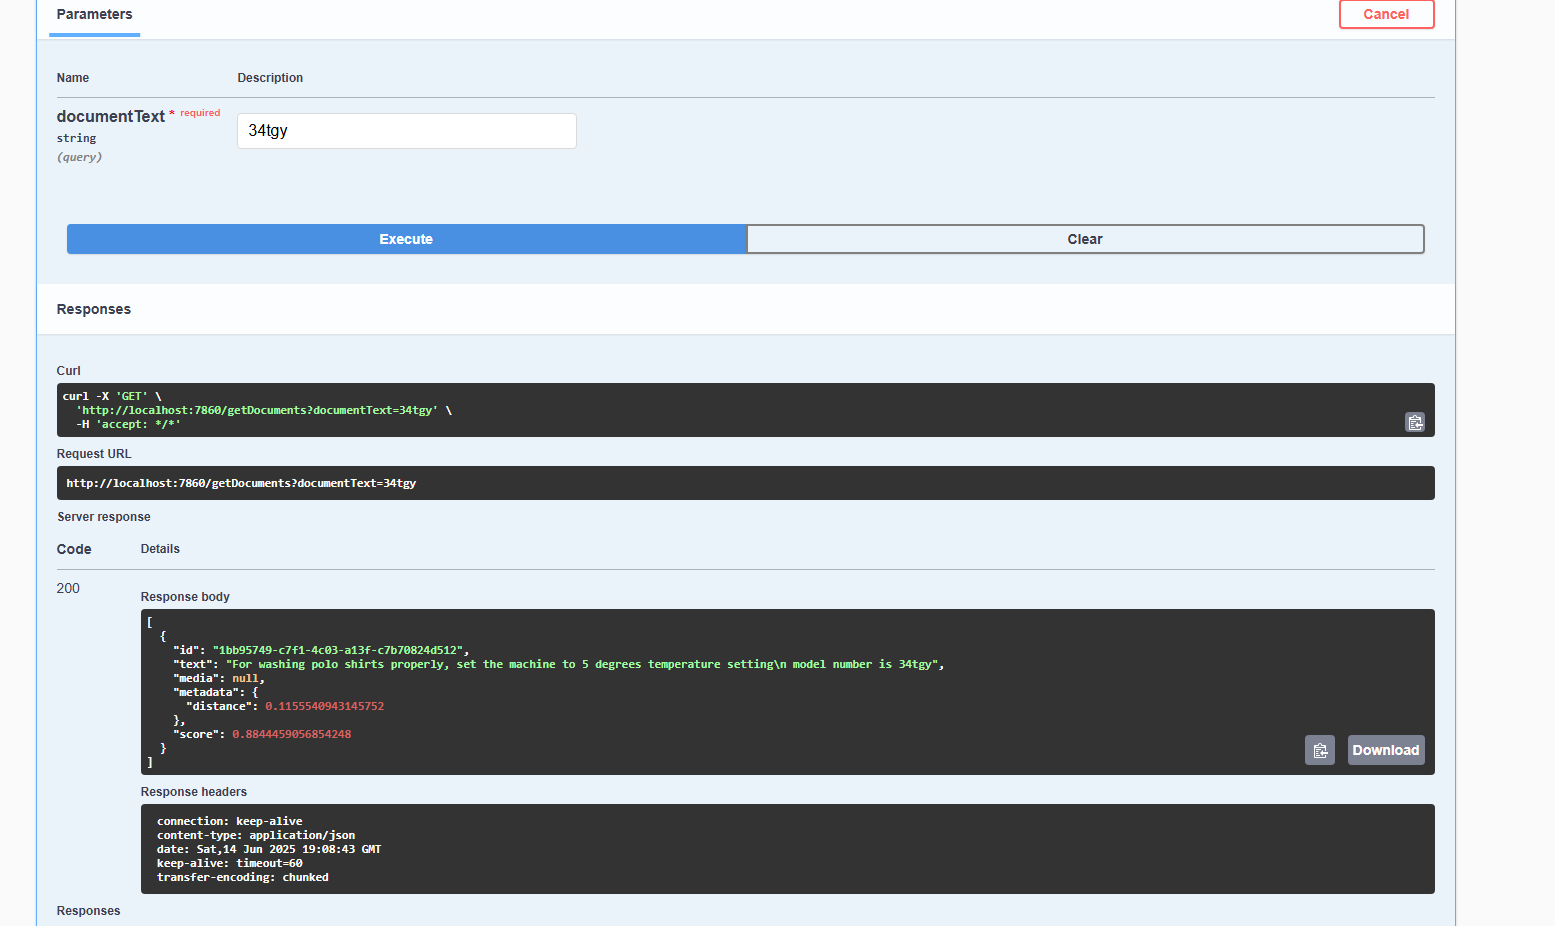 Parameters
Cancel
Name Description
documentText * required
string
(query)
34tgy
Execute
Clear
Responses
Curl
curl -X 'GET' \
  'http://localhost:7860/getDocuments?documentText=34tgy' \
  -H 'accept: */*'
Request URL
http://localhost:7860/getDocuments?documentText=34tgy
Server response
Code Details
200
Response body
[
  {
    "id": "1bb95749-c7f1-4c03-a13f-c7b70824d512",
    "text": "For washing polo shirts properly, set the machine to 5 degrees temperature setting\n model number is 34tgy",
    "media": null,
    "metadata": {
      "distance": 0.1155540943145752
    },
    "score": 0.8844459056854248
  }
]
Download
Response headers
connection: keep-alive
content-type: application/json
date: Sat,14 Jun 2025 19:08:43 GMT
keep-alive: timeout=60
transfer-encoding: chunked
Responses